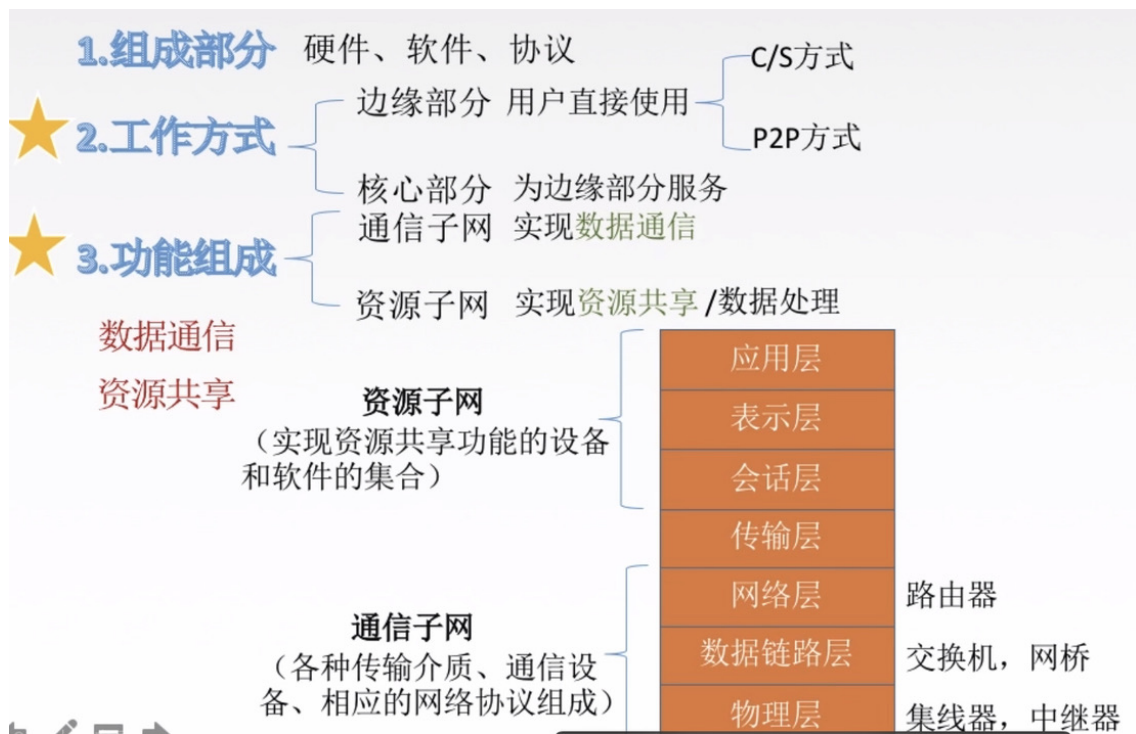 1.组成部分 硬件、软件、协议
C/S方式
边缘部分 用户直接使用
2.工作方式
P2P方式
核心部分 为边缘部分服务
通信子网 实现数据通信
3.功能组成
资源子网 实现资源共享/数据处理
数据通信
资源共享
应用层
资源子网
表示层
（实现资源共享功能的设备
和软件的集合）
会话层
传输层
网络层 路由器
通信子网
数据链路层 交换机，网桥
（各种传输介质、通信设
备、相应的网络协议组成）
物理层 集线器，中继器